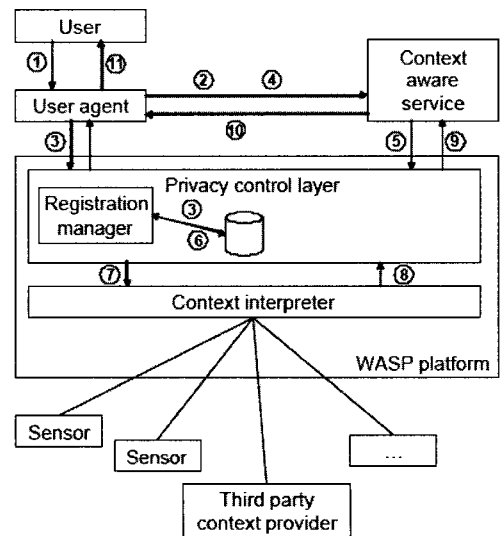 User
① ⑪
User agent
② ④
⑩
Context
aware
service
③
⑤ ⑨
Privacy control layer
Registration
manager
③
⑥
⑦ ⑧
Context interpreter
WASP platform
Sensor
Sensor
...
Third party
context provider